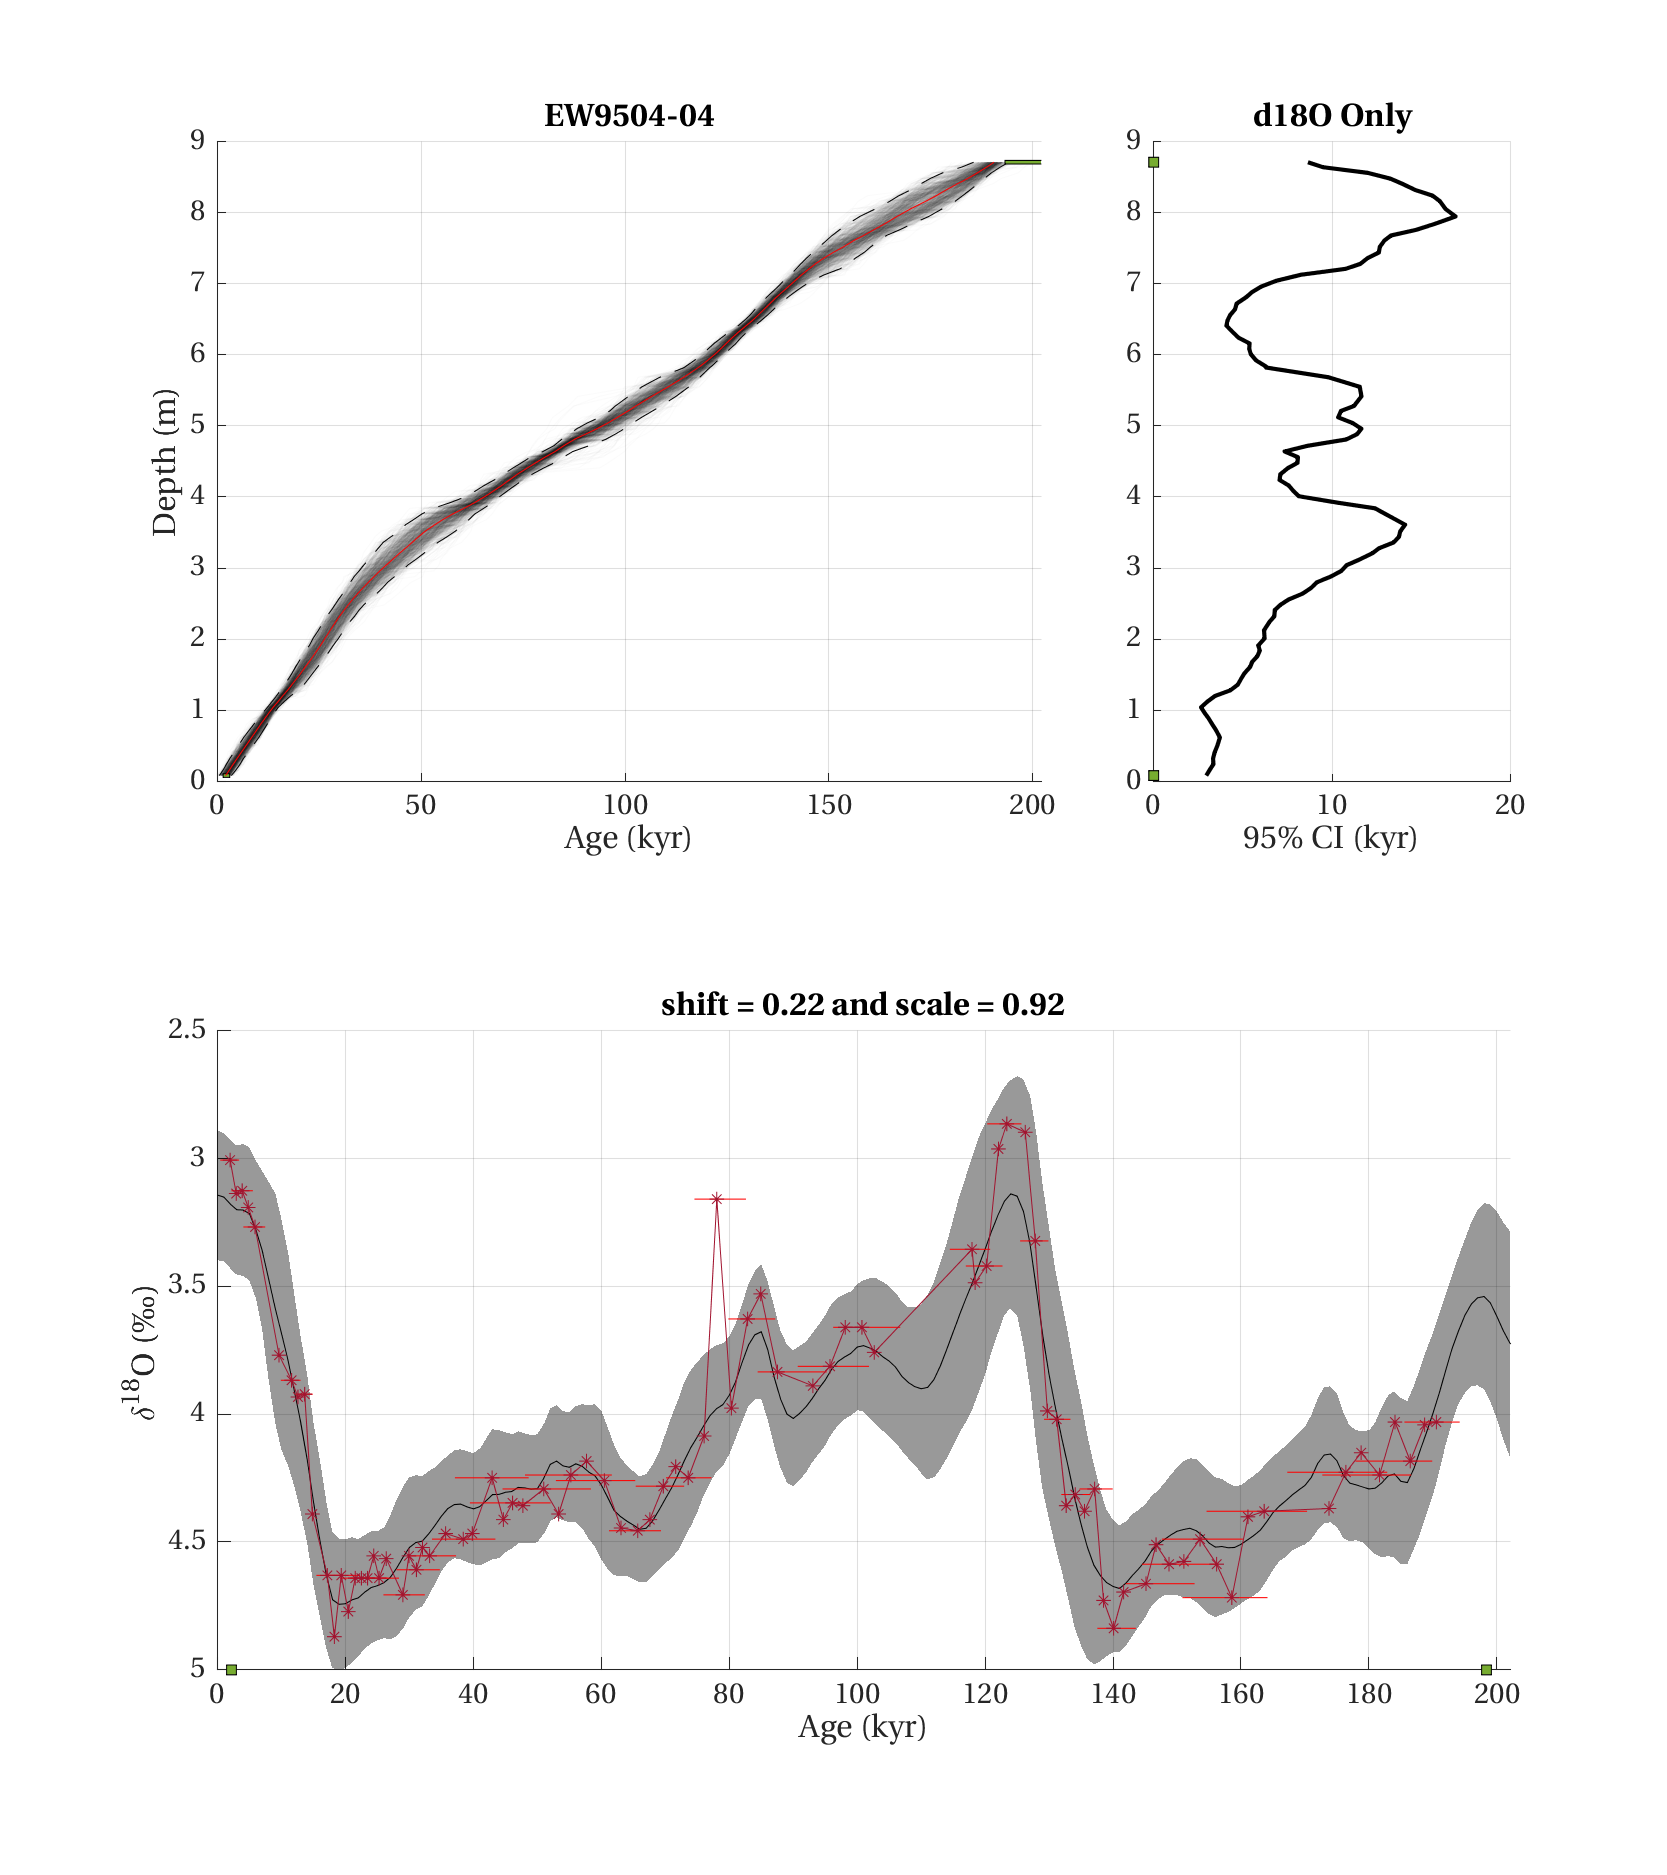 EW9504-04
9
8
7
6
5
4
3
2
1
0
Depth (m)
0 50 100 150 200
Age (kyr)
d18O Only
9
8
7
6
5
4
3
2
1
0
0 10 20
95% CI (kyr)
shift = 0.22 and scale = 0.92
2.5
3
3.5
4
4.5
5
δ18O (‰)
0 20 40 60 80 100 120 140 160 180 200
Age (kyr)